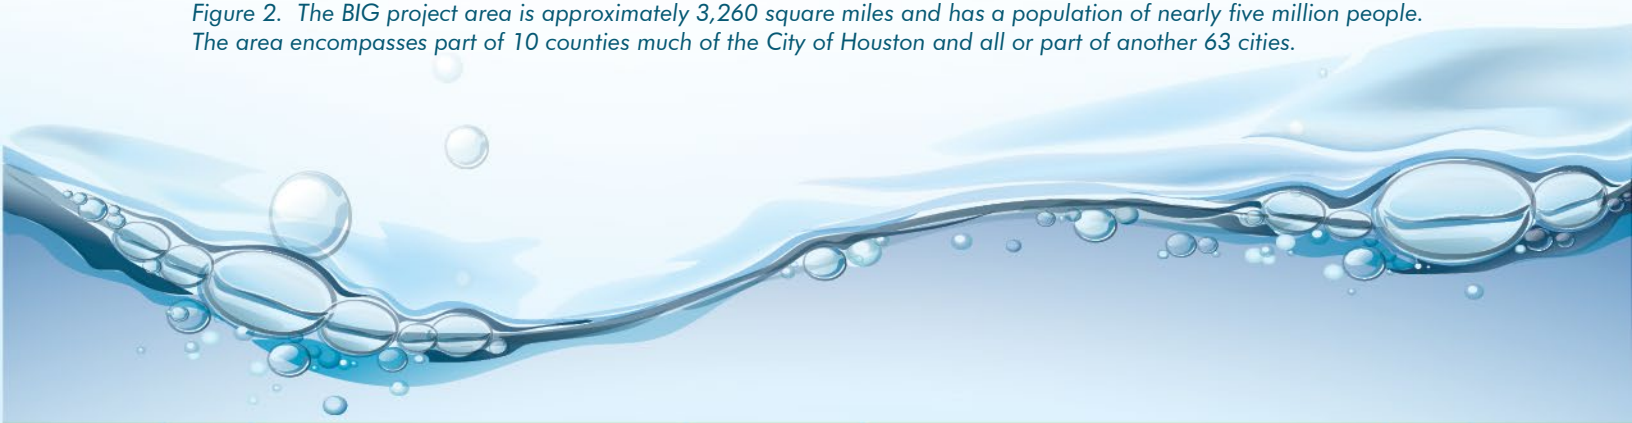 Figure 2.  The BIG project area is approximately 3,260 square miles and has a population of nearly five million people.
The area encompasses part of 10 counties much of the City of Houston and all or part of another 63 cities.